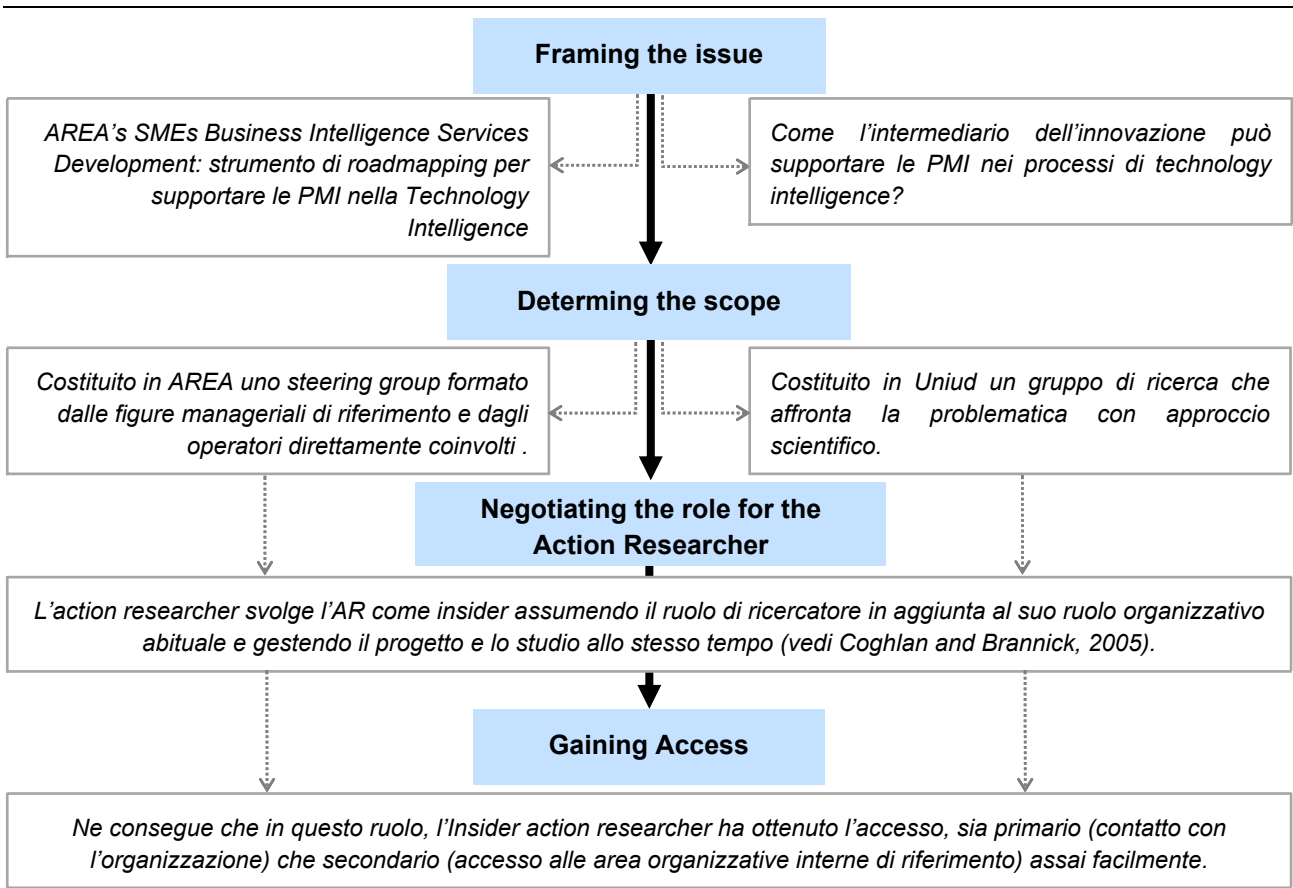 Framing the issue
AREA's SMEs Business Intelligence Services
Development: strumento di roadmapping per
supportare le PMI nella Technology
Intelligence
Come l'intermediario dell'innovazione può
supportare le PMI nei processi di technology
intelligence?
Determing the scope
Costituito in AREA uno steering group formato
dalle figure manageriali di riferimento e dagli
operatori direttamente coinvolti .
Costituito in Uniud un gruppo di ricerca che
affronta la problematica con approccio
scientifico.
Negotiating the role for the
Action Researcher
L'action researcher svolge l'AR come insider assumendo il ruolo di ricercatore in aggiunta al suo ruolo organizzativo
abituale e gestendo il progetto e lo studio allo stesso tempo (vedi Coghlan and Brannick, 2005).
Gaining Access
Ne consegue che in questo ruolo, l'Insider action researcher ha ottenuto l'accesso, sia primario (contatto con
l'organizzazione) che secondario (accesso alle area organizzative interne di riferimento) assai facilmente.